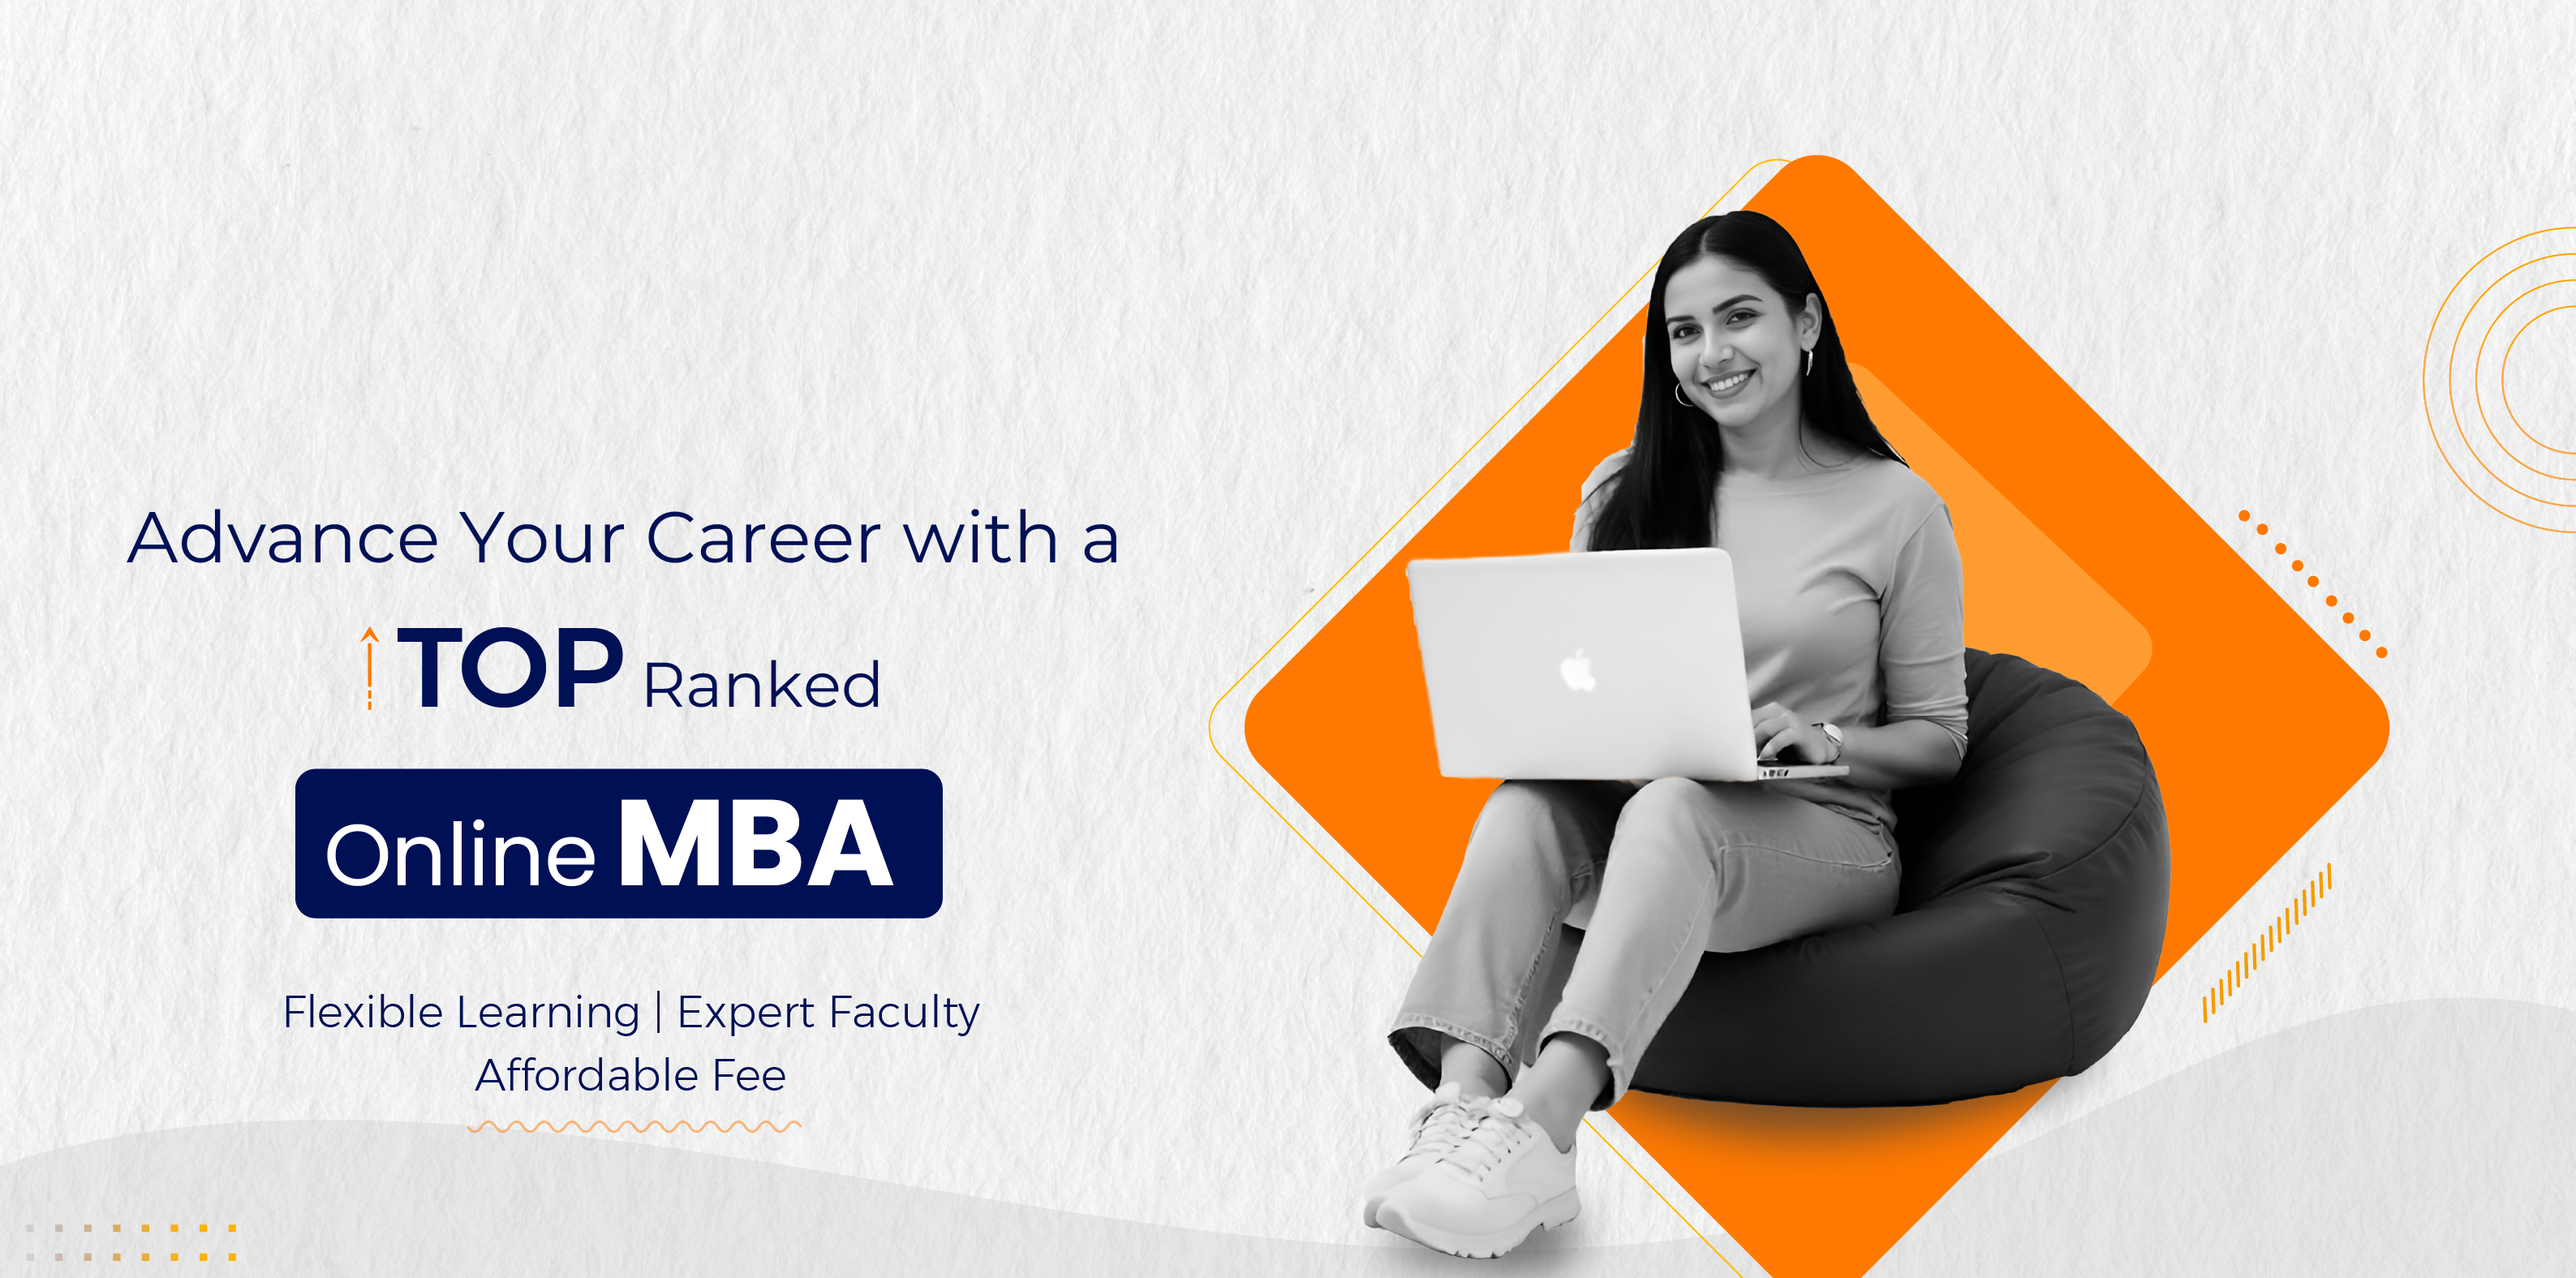 Advance Your Career with a
TOP Ranked
Online MBA
Flexible Learning | Expert Faculty
Affordable Fee